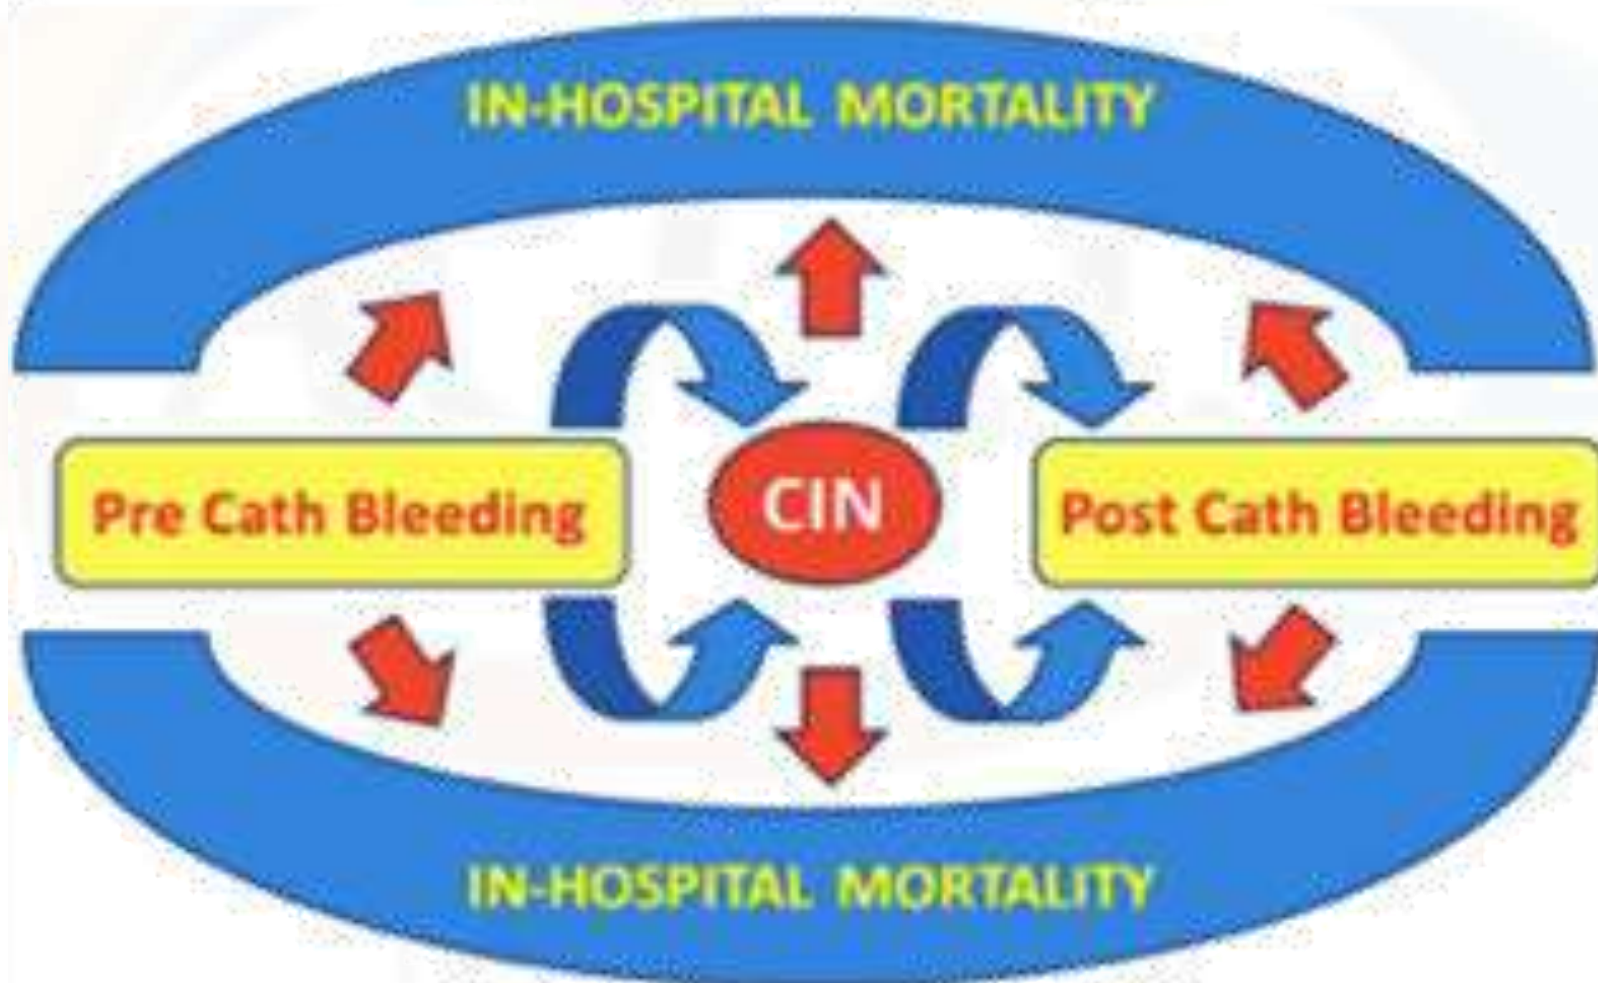 IN-HOSPITAL MORTALITY
Pre Cath Bleeding
CIN
Post Cath Bleeding
IN-HOSPITAL MORTALITY